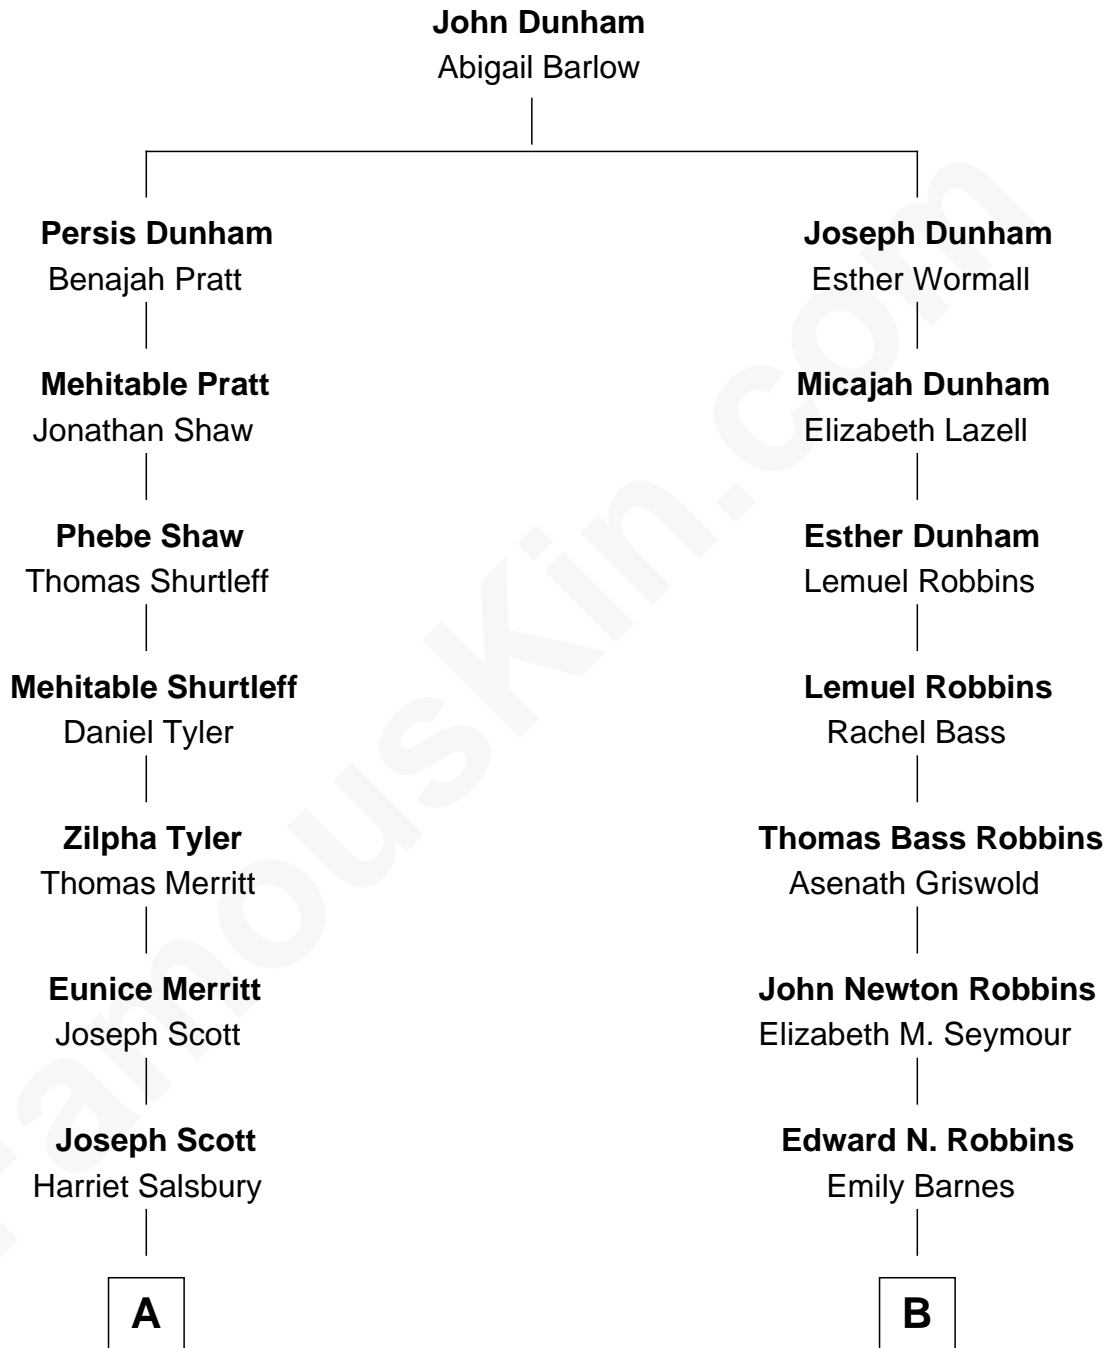 John Dunham
Abigail Barlow
Persis Dunham
Benajah Pratt
Joseph Dunham
Esther Wormall
Mehitable Pratt
Jonathan Shaw
Micajah Dunham
Elizabeth Lazell
Phebe Shaw
Thomas Shurtleff
Esther Dunham
Lemuel Robbins
Mehitable Shurtleff
Daniel Tyler
Lemuel Robbins
Rachel Bass
Zilpha Tyler
Thomas Merritt
Thomas Bass Robbins
Asenath Griswold
Eunice Merritt
Joseph Scott
John Newton Robbins
Elizabeth M. Seymour
Joseph Scott
Harriet Salsbury
Edward N. Robbins
Emily Barnes
A
B
FamousKin.com